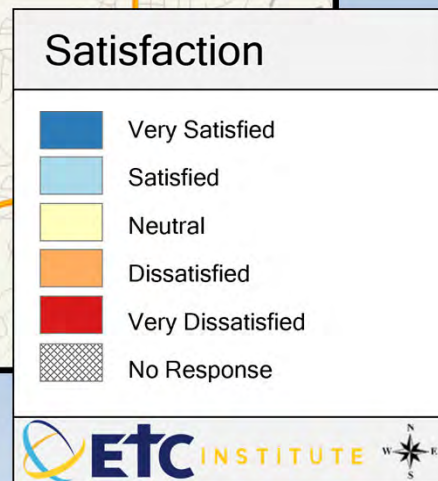 Satisfaction
Very Satisfied
Satisfied
Neutral
Dissatisfied
Very Dissatisfied
No Response
ETC INSTITUTE
N
W E
S